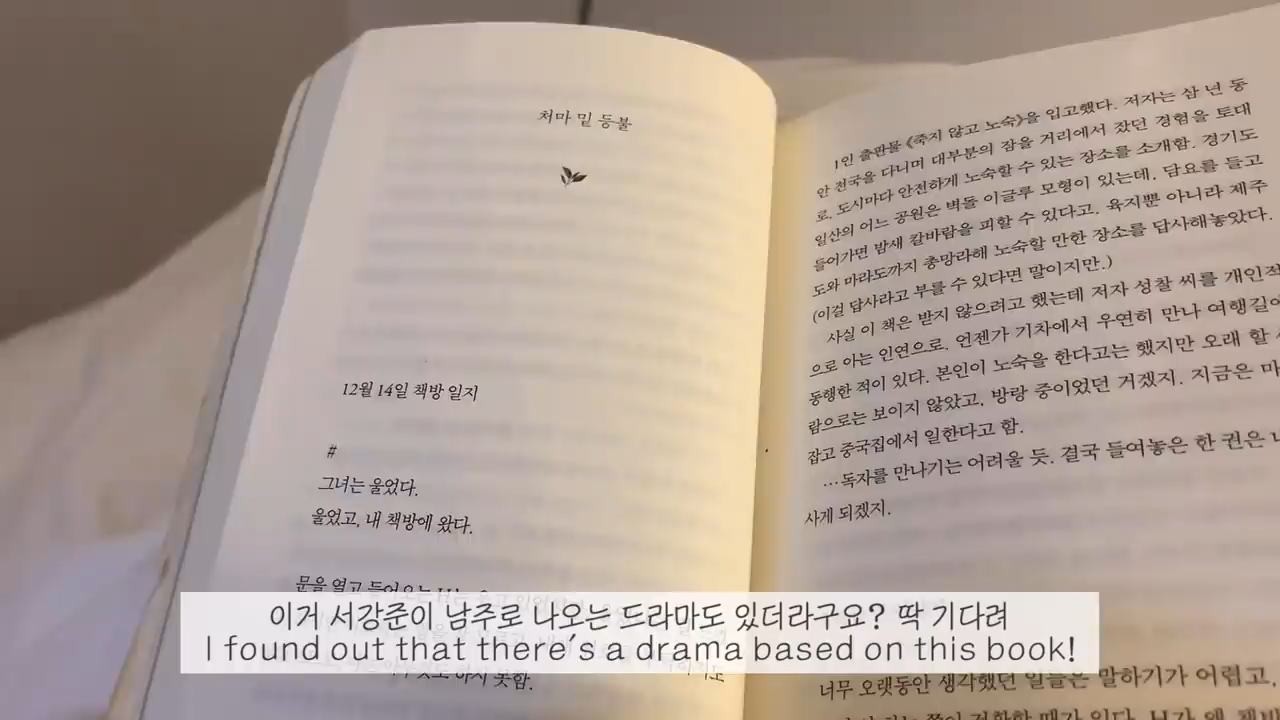 처마 밑 등불
12월 14일 책방 일지
#
그녀는 울었다.
울었고, 내 책방에 왔다.
문을 열고 들어오는 H는
못함.
1인 출판물 《죽지 않고 노숙》을 입고했다. 저자는 삼 년 동
안 전국을 다니며 대부분의 잠을 거리에서 잤던 경험을 토대
로, 도시마다 안전하게 노숙할 수 있는 장소를 소개함. 경기도
일산의 어느 공원은 벽돌 이글루 모형이 있는데, 담요를 들고
들어가면 밤새 칼바람을 피할 수 있다고. 육지뿐 아니라 제주
도와 마라도까지 총망라해 노숙할 만한 장소를 답사해놓았다.
(이걸 답사라고 부를 수 있다면 말이지만.)
사실 이 책은 받지 않으려고 했는데 저자 성찰 씨를 개인적
으로 아는 인연으로. 언젠가 기차에서 우연히 만나 여행길에
동행한 적이 있다. 본인이 노숙을 한다고는 했지만 오래 할
람으로는 보이지 않았고, 방랑 중이었던 거겠지. 지금은 마
잡고 중국집에서 일한다고 함.
…독자를 만나기는 어려울 듯. 결국 들여놓은 한 권은
사게 되겠지.
너무 오랫동안 생각했던 일들은 말하기가 어렵고,
이거 서강준이 남주로 나오는 드라마도 있더라구요? 딱 기다려
I found out that there's a drama based on this book!